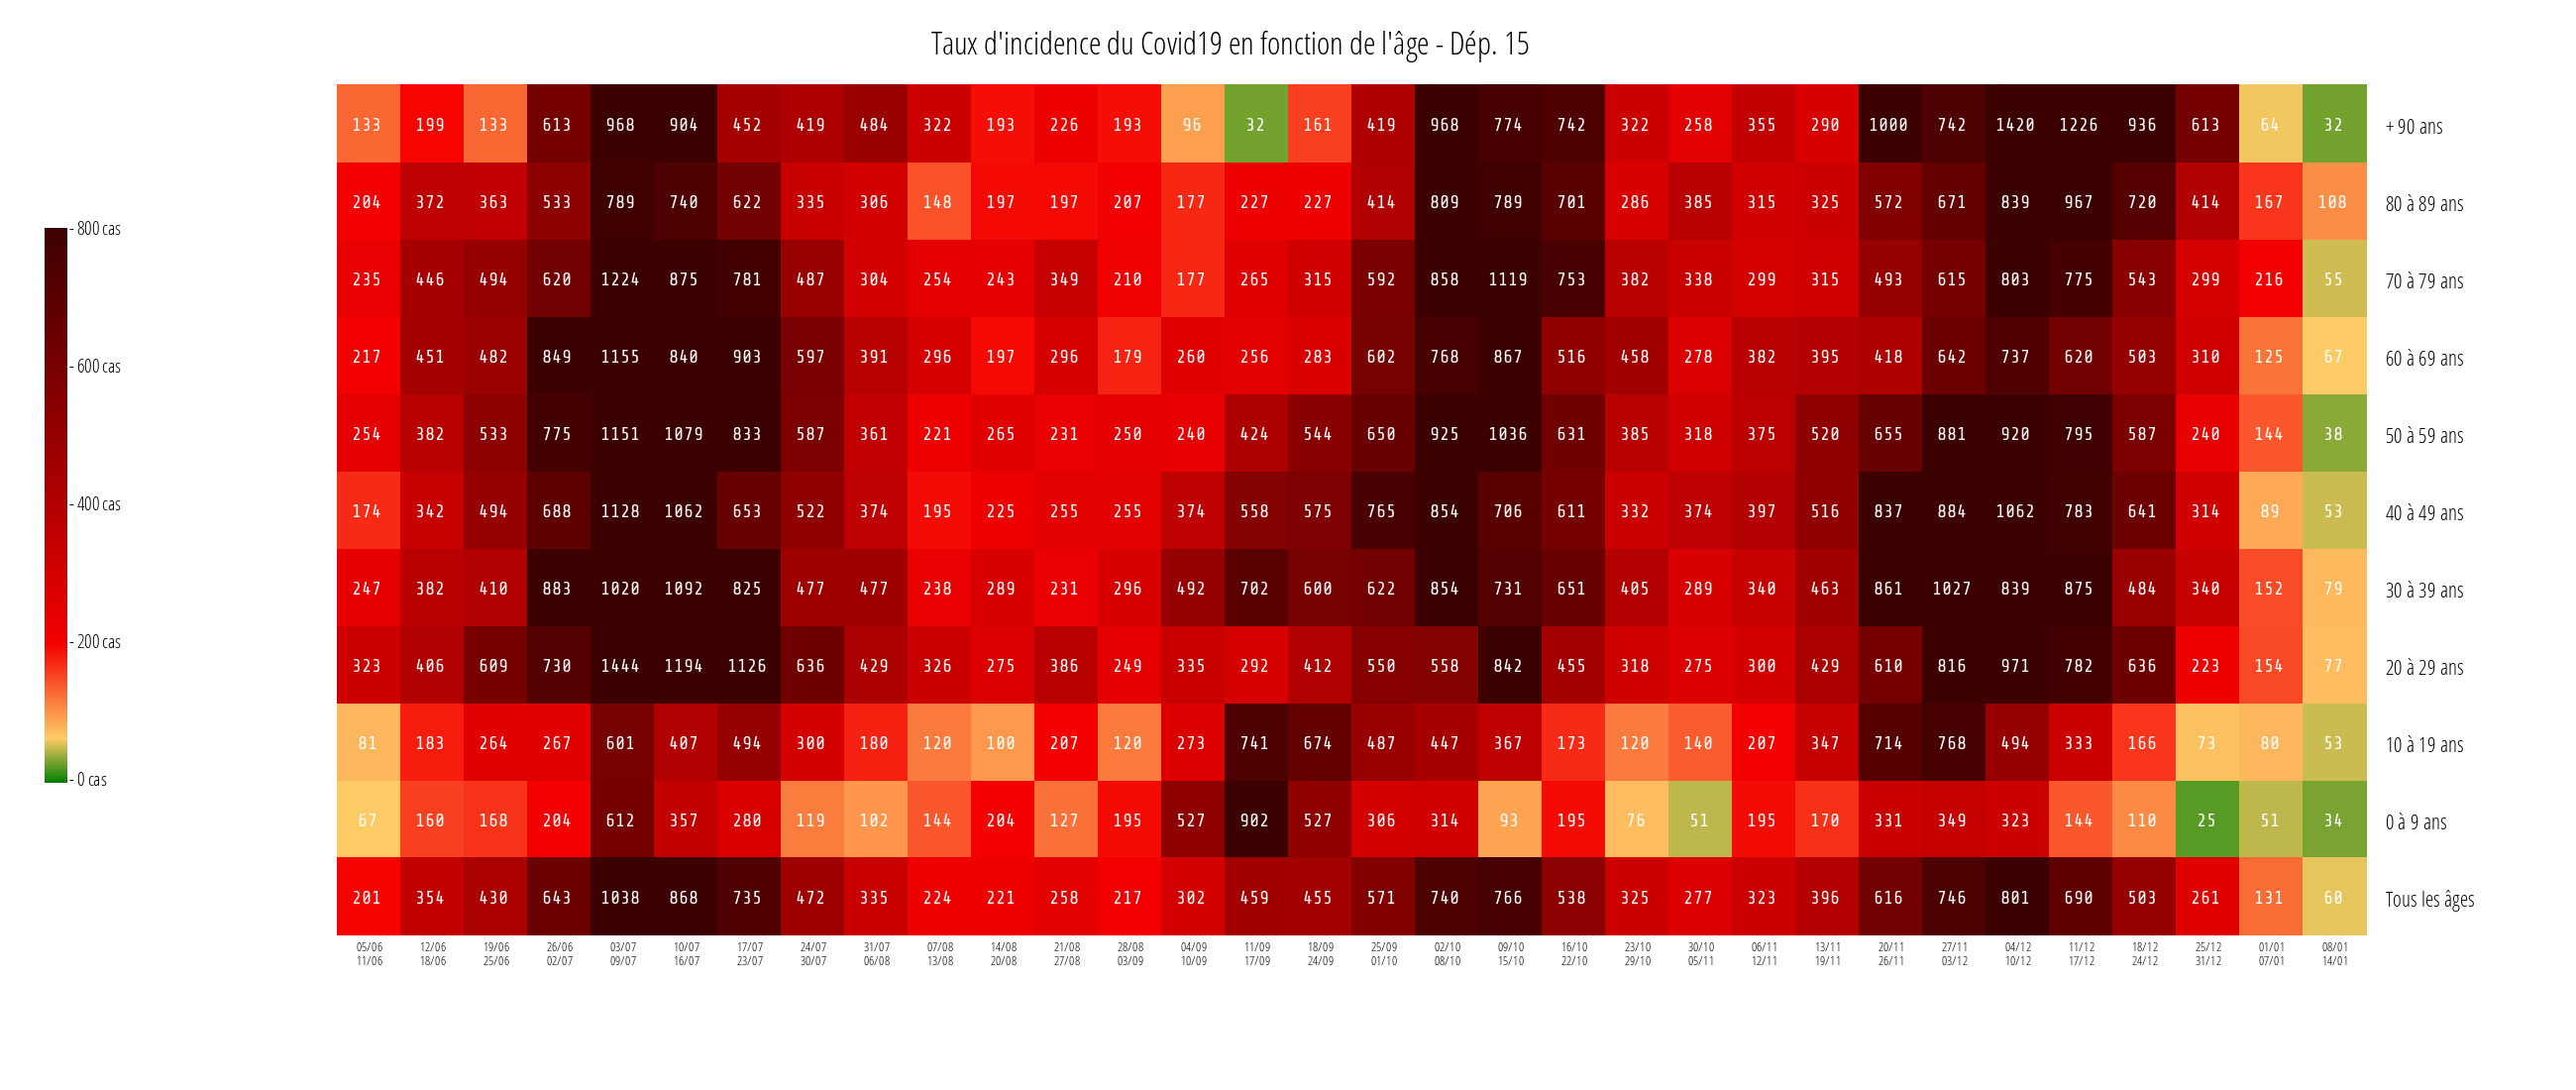 Taux d'incidence du Covid19 en fonction de l'âge - Dép. 15
133 199 133 613 968 904 452 419 484 322 193 226 193 96 32 161 419 968 774 742 322 258 355 290 1000 742 1420 1226 936 613 64 32 + 90 ans
204 372 363 533 789 740 622 335 306 148 197 197 207 177 227 227 414 809 789 701 286 385 315 325 572 671 839 967 720 414 167 108 80 à 89 ans
235 446 494 620 1224 875 781 487 304 254 243 349 210 177 265 315 592 858 1119 753 382 338 299 315 493 615 803 775 543 299 216 55 70 à 79 ans
217 451 482 849 1155 840 903 597 391 296 197 296 179 260 256 283 602 768 867 516 458 278 382 395 418 642 737 620 503 310 125 67 60 à 69 ans
254 382 533 775 1151 1079 833 587 361 221 265 231 250 240 424 544 650 925 1036 631 385 318 375 520 655 881 920 795 587 240 144 38 50 à 59 ans
174 342 494 688 1128 1062 653 522 374 195 225 255 255 374 558 575 765 854 706 611 332 374 397 516 837 884 1062 783 641 314 89 53 40 à 49 ans
247 382 410 883 1020 1092 825 477 477 238 289 231 296 492 702 600 622 854 731 651 405 289 340 463 861 1027 839 875 484 340 152 79 30 à 39 ans
323 406 609 730 1444 1194 1126 636 429 326 275 386 249 335 292 412 550 558 842 455 318 275 300 429 610 816 971 782 636 223 154 77 20 à 29 ans
81 183 264 267 601 407 494 300 180 120 100 207 120 273 741 674 487 447 367 173 120 140 207 347 714 768 494 333 166 73 80 53 10 à 19 ans
67 160 168 204 612 357 280 119 102 144 204 127 195 527 902 527 306 314 93 195 76 51 195 170 331 349 323 144 110 25 51 34 0 à 9 ans
201 354 430 643 1038 868 735 472 335 224 221 258 217 302 459 455 571 740 766 538 325 277 323 396 616 746 801 690 503 261 131 60 Tous les âges
05/06 12/06 19/06 26/06 03/07 10/07 17/07 24/07 31/07 07/08 14/08 21/08 28/08 04/09 11/09 18/09 25/09 02/10 09/10 16/10 23/10 30/10 06/11 13/11 20/11 27/11 04/12 11/12 18/12 25/12 01/01 08/01
11/06 18/06 25/06 02/07 09/07 16/07 23/07 30/07 06/08 13/08 20/08 27/08 03/09 10/09 17/09 24/09 01/10 08/10 15/10 22/10 29/10 05/11 12/11 19/11 26/11 03/12 10/12 17/12 24/12 31/12 07/01 14/01
- 800 cas
- 600 cas
- 400 cas
- 200 cas
- 0 cas